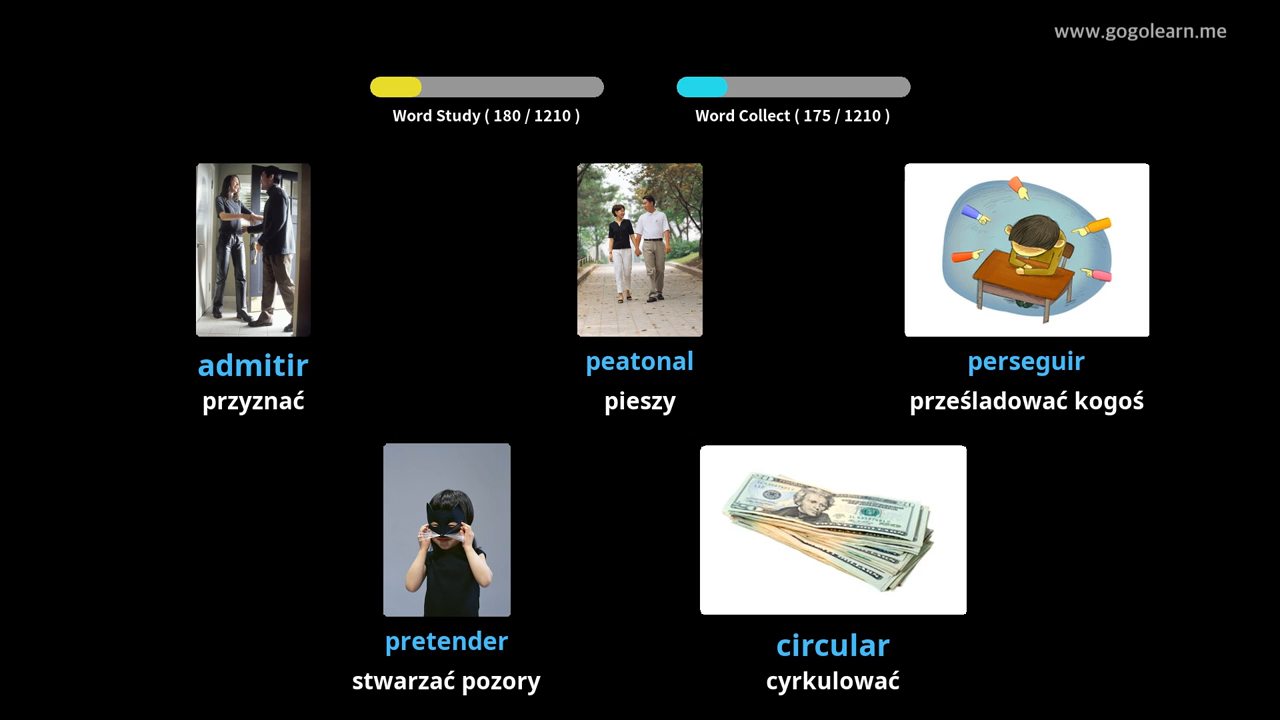 www.gogolearn.me
Word Study ( 180 / 1210 )
Word Collect ( 175 / 1210 )
admitir
przyznać
peatonal
pieszy
perseguir
prześladować kogoś
pretender
stwarzać pozory
circular
cyrkulować